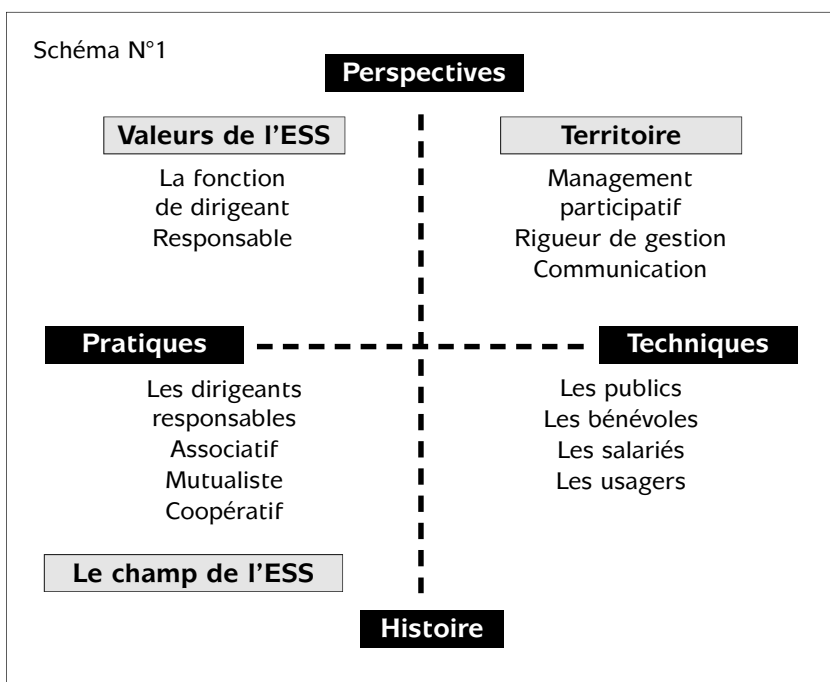 Schéma N°1
Perspectives
Valeurs de l'ESS
La fonction
de dirigeant
Responsable
Territoire
Management
participatif
Rigueur de gestion
Communication
Pratiques
Techniques
Les dirigeants
responsables
Associatif
Mutualiste
Coopératif
Les publics
Les bénévoles
Les salariés
Les usagers
Le champ de l'ESS
Histoire